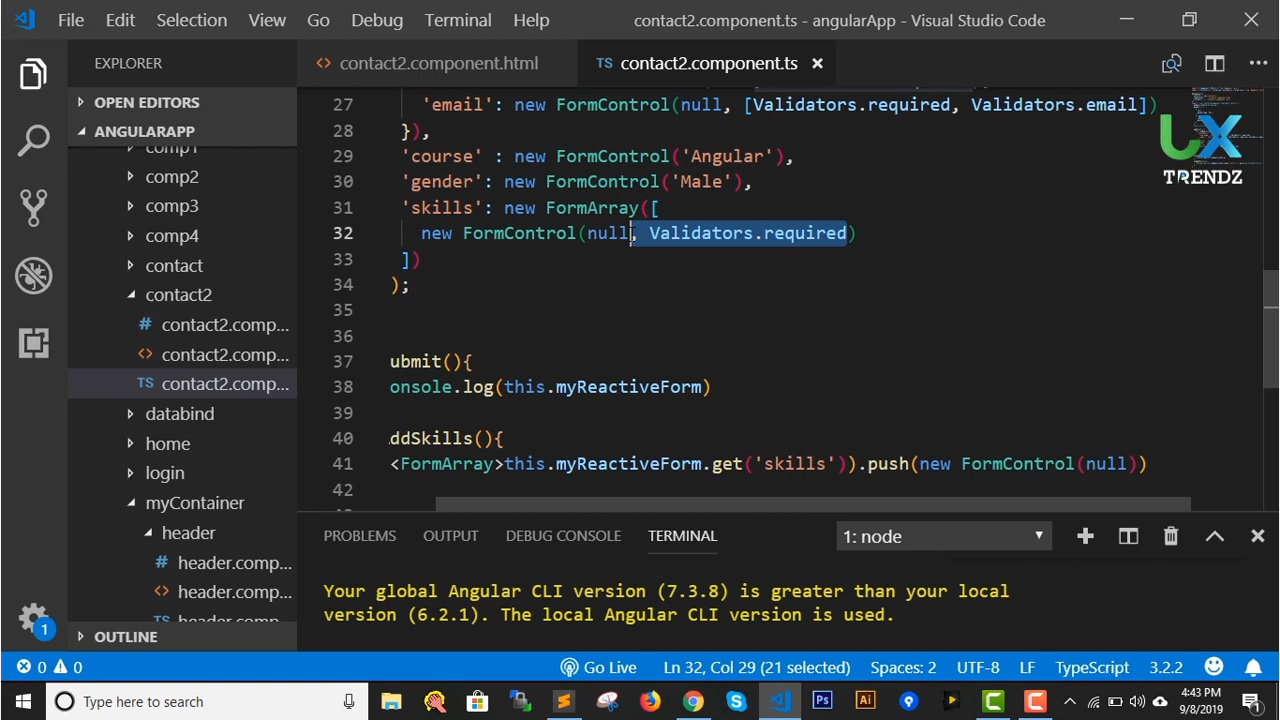 File Edit Selection View Go Debug Terminal Help contact2.component.ts - angularApp - Visual Studio Code
EXPLORER
contact2.component.html
TS contact2.component.ts
OPEN EDITORS
ANGULARAPP
comp1
comp2
comp3
comp4
contact
contact2
# contact2.comp...
<> contact2.comp...
TS contact2.comp...
databind
home
login
myContainer
header
# header.comp...
<> header.comp...
TS header.comp...
OUTLINE
27 'email': new FormControl(null, [Validators.required, Validators.email])
28 }),
29 'course' : new FormControl('Angular'),
30 'gender': new FormControl('Male'),
31 'skills': new FormArray([
32 new FormControl(null, Validators.required)
33 ])
34 );
35
36
37 ubmit(){
38 onsole.log(this.myReactiveForm)
39
40 ddSkills(){
41 <FormArray>this.myReactiveForm.get('skills')).push(new FormControl(null))
42
UX
TRENDZ
PROBLEMS OUTPUT DEBUG CONSOLE TERMINAL 1: node
Your global Angular CLI version (7.3.8) is greater than your local
version (6.2.1). The local Angular CLI version is used.
1
0 0 Go Live Ln 32, Col 29 (21 selected) Spaces: 2 UTF-8 LF TypeScript 3.2.2
Type here to search
Ps
Ai
4:43 PM
9/8/2019